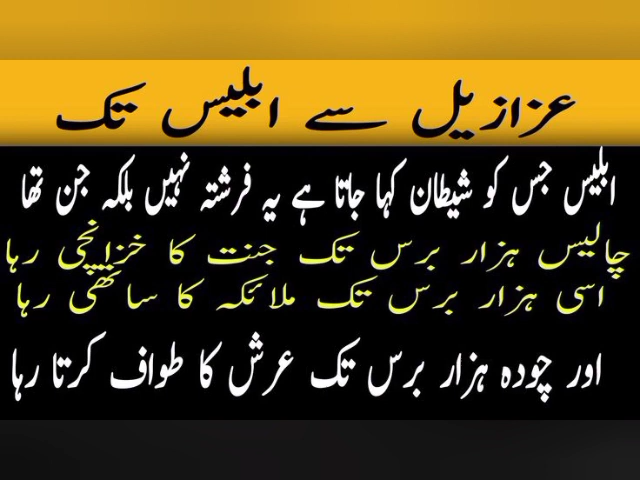 عزازیل سے ابلیس تک
ابلیس جس کو شیطان کہا جاتا ہے یہ فرشتہ نہیں بلکہ جن تھا
چالیس ہزار برس تک جنت کا خزانچی رہا
اسی ہزار برس تک ملائکہ کا ساتھی رہا
اور چودہ ہزار برس تک عرش کا طواف کرتا رہا